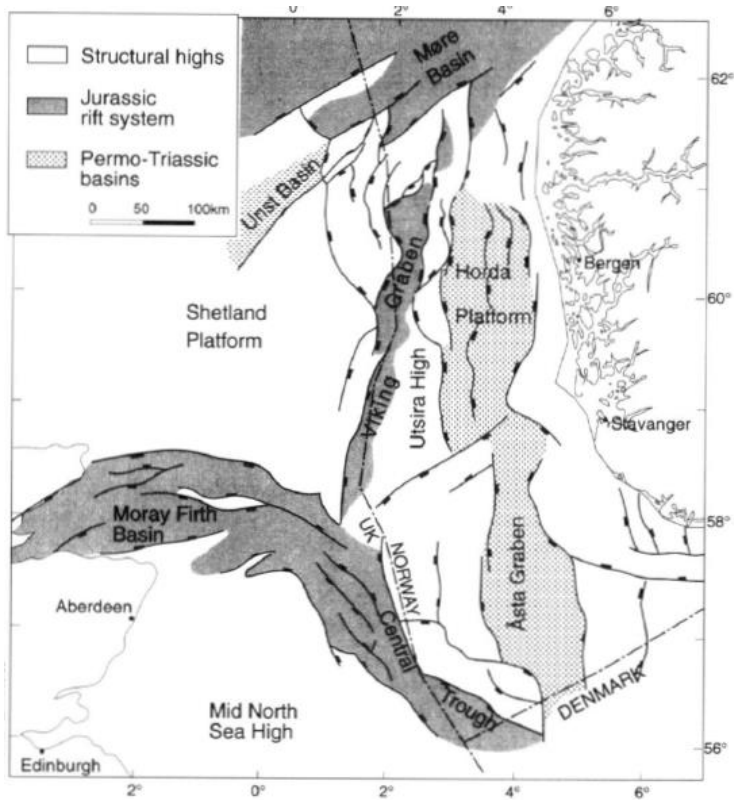 0°
2°
4°
6°
Structural highs
Jurassic
rift system
Permo-Triassic
basins
0 50 100km
Møre
Basin
62°
Unst Basin
Graben
Horda
Platform
Bergen
60°
Shetland
Platform
Viking
Utsira High
Stavanger
Moray Firth
Basin
58°
UK
NORWAY
Aberdeen
Central
Åsta Graben
Trough
DENMARK
Mid North
Sea High
56°
Edinburgh
2°
0°
2°
4°
6°